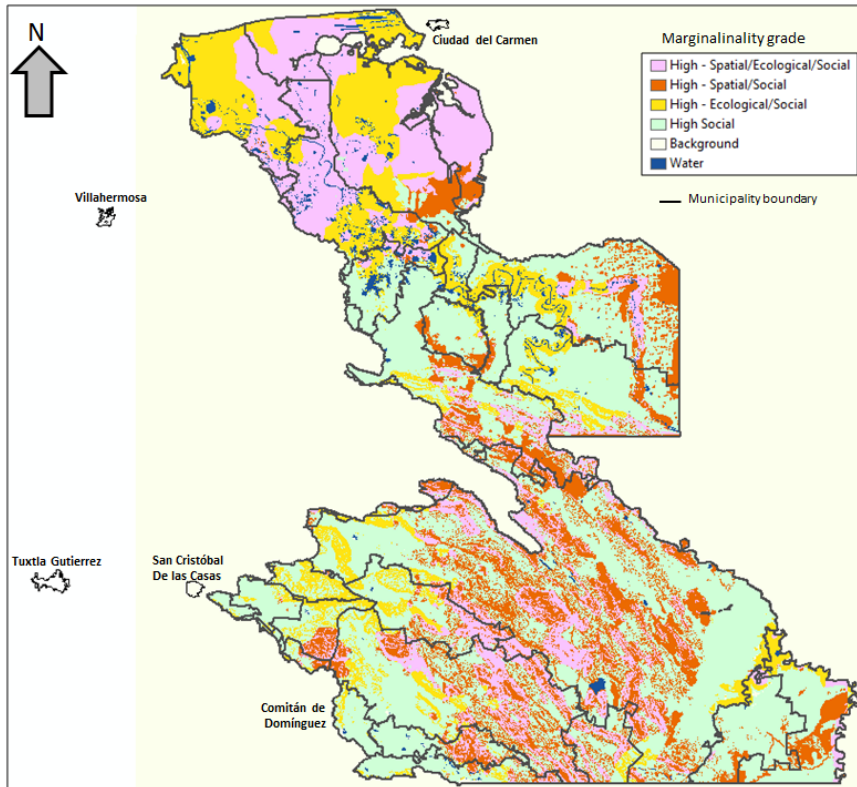 N
Ciudad del Carmen
Marginalinality grade
High - Spatial/Ecological/Social
High - Spatial/Social
High - Ecological/Social
High Social
Background
Water
Municipality boundary
Villahermosa
Tuxtla Gutierrez
San Cristóbal
De las Casas
Comitán de
Domínguez